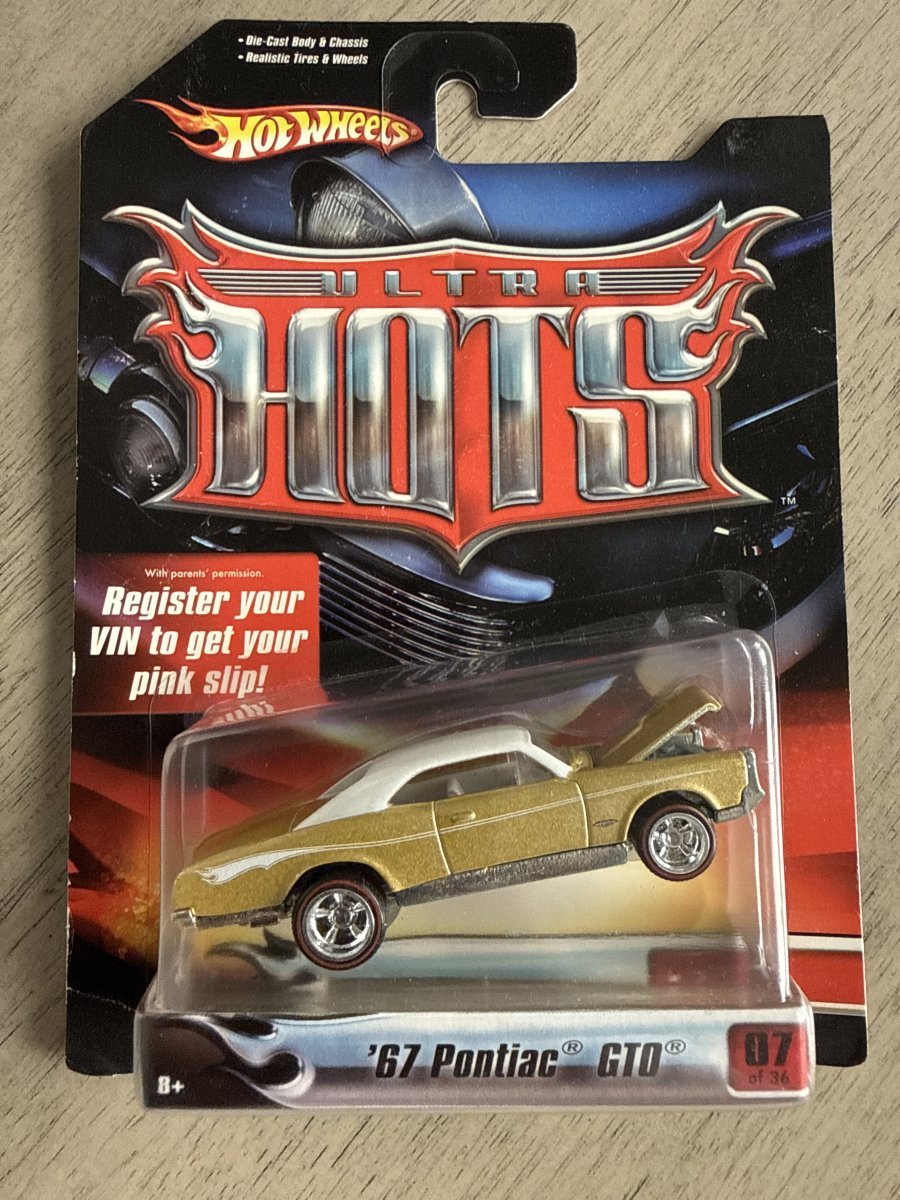 • Die-Cast Body & Chassis
• Realistic Tires & Wheels
HOT WHEELS®
ULTRA
HOTS
™
With parents' permission.
Register your
VIN to get your
pink slip!
'67 Pontiac® GTO®
07
of 36
8+